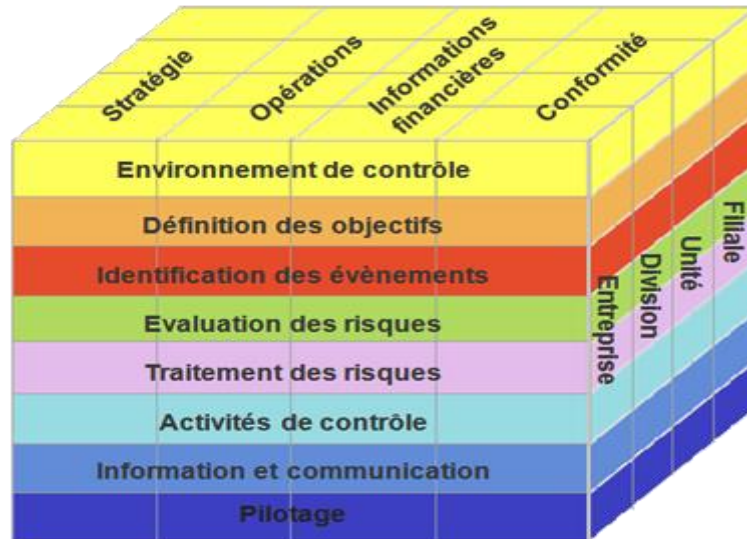 Stratégie
Opérations
Informations
financières
Conformité
Environnement de contrôle
Définition des objectifs
Identification des évènements
Evaluation des risques
Traitement des risques
Activités de contrôle
Information et communication
Pilotage
Entreprise
Division
Unité
Filiale